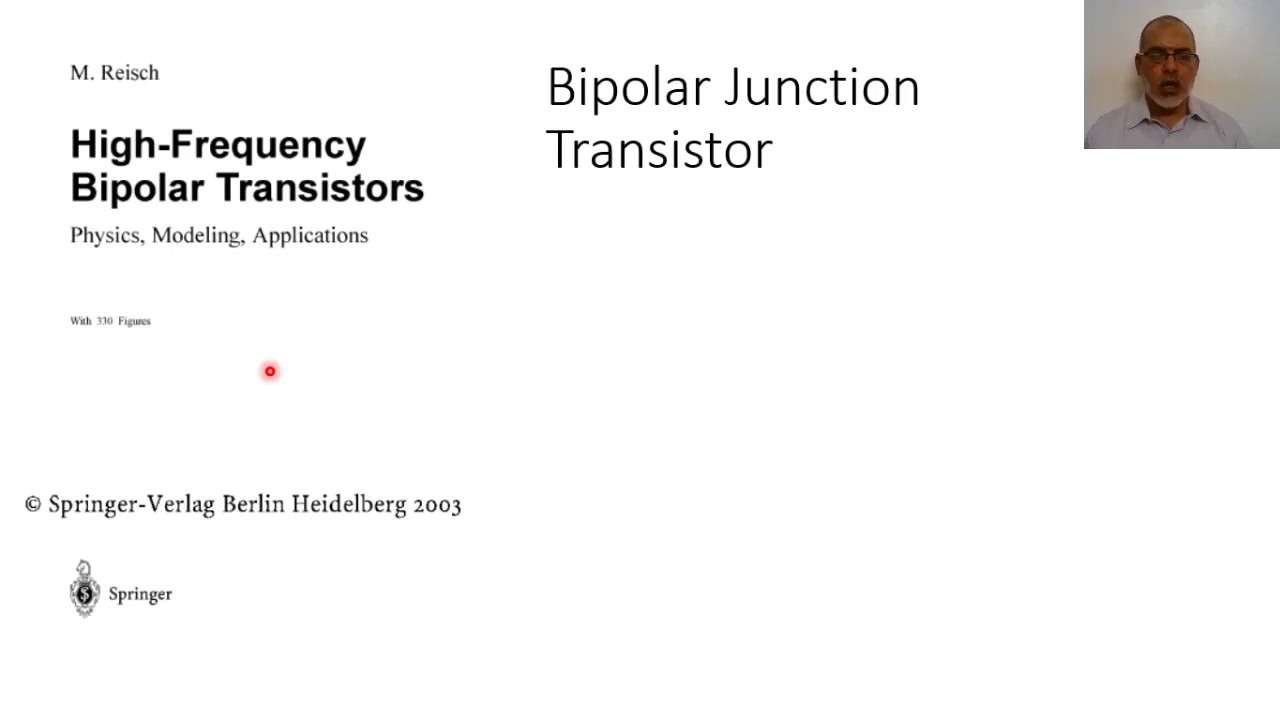 M. Reisch
High-Frequency
Bipolar Transistors
Physics, Modeling, Applications
With 330 Figures
© Springer-Verlag Berlin Heidelberg 2003
Springer
Bipolar Junction
Transistor